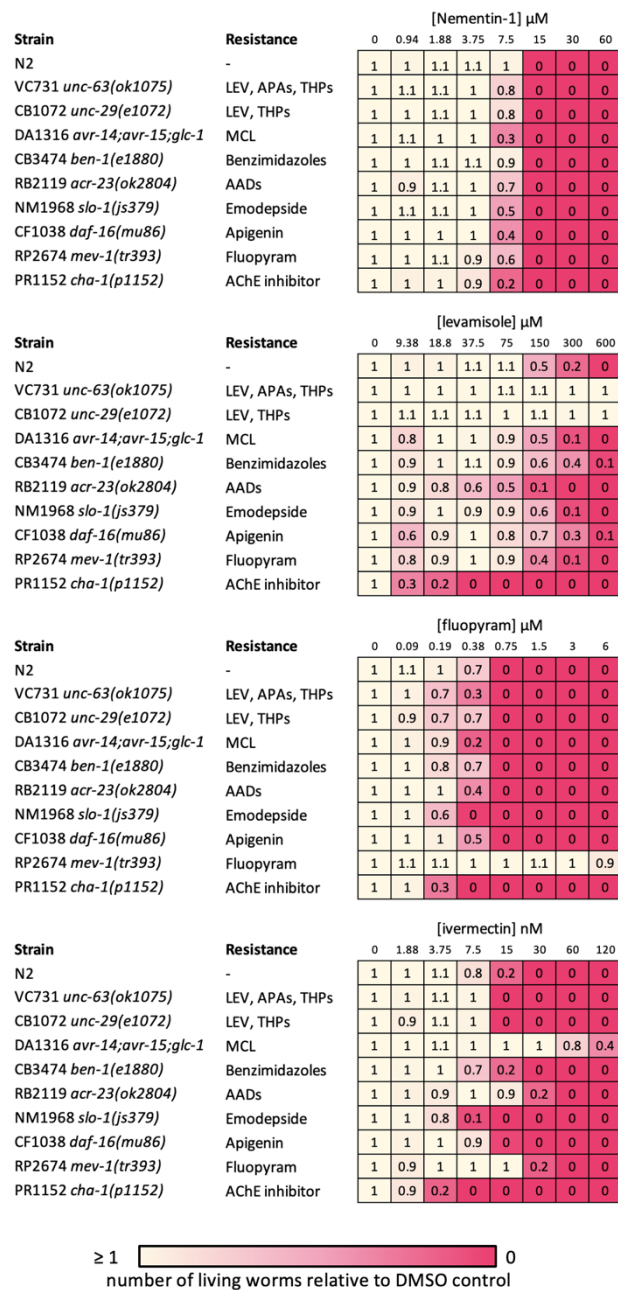 [Nementin-1] µM
Strain Resistance 0 0.94 1.88 3.75 7.5 15 30 60
N2 - 1 1 1.1 1.1 1 0 0 0
VC731 unc-63(ok1075) LEV, APAs, THPs 1 1.1 1.1 1 0.8 0 0 0
CB1072 unc-29(e1072) LEV, THPs 1 1 1 1 0.8 0 0 0
DA1316 avr-14;avr-15;glc-1 MCL 1 1.1 1 1 0.3 0 0 0
CB3474 ben-1(e1880) Benzimidazoles 1 1 1.1 1.1 0.9 0 0 0
RB2119 acr-23(ok2804) AADs 1 0.9 1.1 1 0.7 0 0 0
NM1968 slo-1(js379) Emodepside 1 1.1 1.1 1 0.5 0 0 0
CF1038 daf-16(mu86) Apigenin 1 1 1 1 0.4 0 0 0
RP2674 mev-1(tr393) Fluopyram 1 1 1.1 0.9 0.6 0 0 0
PR1152 cha-1(p1152) AChE inhibitor 1 1 1 0.9 0.2 0 0 0
[levamisole] µM
Strain Resistance 0 9.38 18.8 37.5 75 150 300 600
N2 - 1 1 1 1.1 1.1 0.5 0.2 0
VC731 unc-63(ok1075) LEV, APAs, THPs 1 1 1 1 1.1 1.1 1 1
CB1072 unc-29(e1072) LEV, THPs 1 1.1 1.1 1.1 1 1.1 1 1
DA1316 avr-14;avr-15;glc-1 MCL 1 0.8 1 1 0.9 0.5 0.1 0
CB3474 ben-1(e1880) Benzimidazoles 1 0.9 1 1.1 0.9 0.6 0.4 0.1
RB2119 acr-23(ok2804) AADs 1 0.9 0.8 0.6 0.5 0.1 0 0
NM1968 slo-1(js379) Emodepside 1 0.9 1 0.9 0.9 0.6 0.1 0
CF1038 daf-16(mu86) Apigenin 1 0.6 0.9 1 0.8 0.7 0.3 0.1
RP2674 mev-1(tr393) Fluopyram 1 0.8 0.9 1 0.9 0.4 0.1 0
PR1152 cha-1(p1152) AChE inhibitor 1 0.3 0.2 0 0 0 0 0
[fluopyram] µM
Strain Resistance 0 0.09 0.19 0.38 0.75 1.5 3 6
N2 - 1 1.1 1 0.7 0 0 0 0
VC731 unc-63(ok1075) LEV, APAs, THPs 1 1 0.7 0.3 0 0 0 0
CB1072 unc-29(e1072) LEV, THPs 1 0.9 0.7 0.7 0 0 0 0
DA1316 avr-14;avr-15;glc-1 MCL 1 1 0.9 0.2 0 0 0 0
CB3474 ben-1(e1880) Benzimidazoles 1 1 0.8 0.7 0 0 0 0
RB2119 acr-23(ok2804) AADs 1 1 1 0.4 0 0 0 0
NM1968 slo-1(js379) Emodepside 1 1 0.6 0 0 0 0 0
CF1038 daf-16(mu86) Apigenin 1 1 1 0.5 0 0 0 0
RP2674 mev-1(tr393) Fluopyram 1 1.1 1.1 1 1 1.1 1 0.9
PR1152 cha-1(p1152) AChE inhibitor 1 1 0.3 0 0 0 0 0
[ivermectin] nM
Strain Resistance 0 1.88 3.75 7.5 15 30 60 120
N2 - 1 1 1.1 0.8 0.2 0 0 0
VC731 unc-63(ok1075) LEV, APAs, THPs 1 1 1.1 1 0 0 0 0
CB1072 unc-29(e1072) LEV, THPs 1 0.9 1.1 1 0 0 0 0
DA1316 avr-14;avr-15;glc-1 MCL 1 1 1.1 1 1 1 0.8 0.4
CB3474 ben-1(e1880) Benzimidazoles 1 1 1 0.7 0.2 0 0 0
RB2119 acr-23(ok2804) AADs 1 1 0.9 1 0.9 0.2 0 0
NM1968 slo-1(js379) Emodepside 1 1 0.8 0.1 0 0 0 0
CF1038 daf-16(mu86) Apigenin 1 1 1 0.9 0 0 0 0
RP2674 mev-1(tr393) Fluopyram 1 0.9 1 1 1 0.2 0 0
PR1152 cha-1(p1152) AChE inhibitor 1 0.9 0.2 0 0 0 0 0
≥ 1 0
number of living worms relative to DMSO control